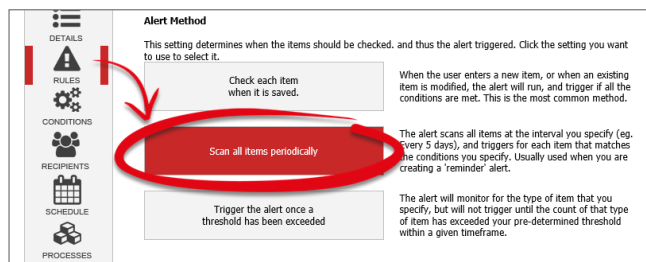 DETAILS
RULES
CONDITIONS
RECIPIENTS
SCHEDULE
PROCESSES
Alert Method
This setting determines when the items should be checked. and thus the alert triggered. Click the setting you want
to use to select it.
Check each item
when it is saved.
When the user enters a new item, or when an existing
item is modified, the alert will run, and trigger if all the
conditions are met. This is the most common method.
Scan all items periodically
The alert scans all items at the interval you specify (eg.
Every 5 days), and triggers for each item that matches
the conditions you specify. Usually used when you are
creating a 'reminder' alert.
Trigger the alert once a
threshold has been exceeded
The alert will monitor for the type of item that you
specify, but will not trigger until the count of that type
of item has exceeded your pre-determined threshold
within a given timeframe.